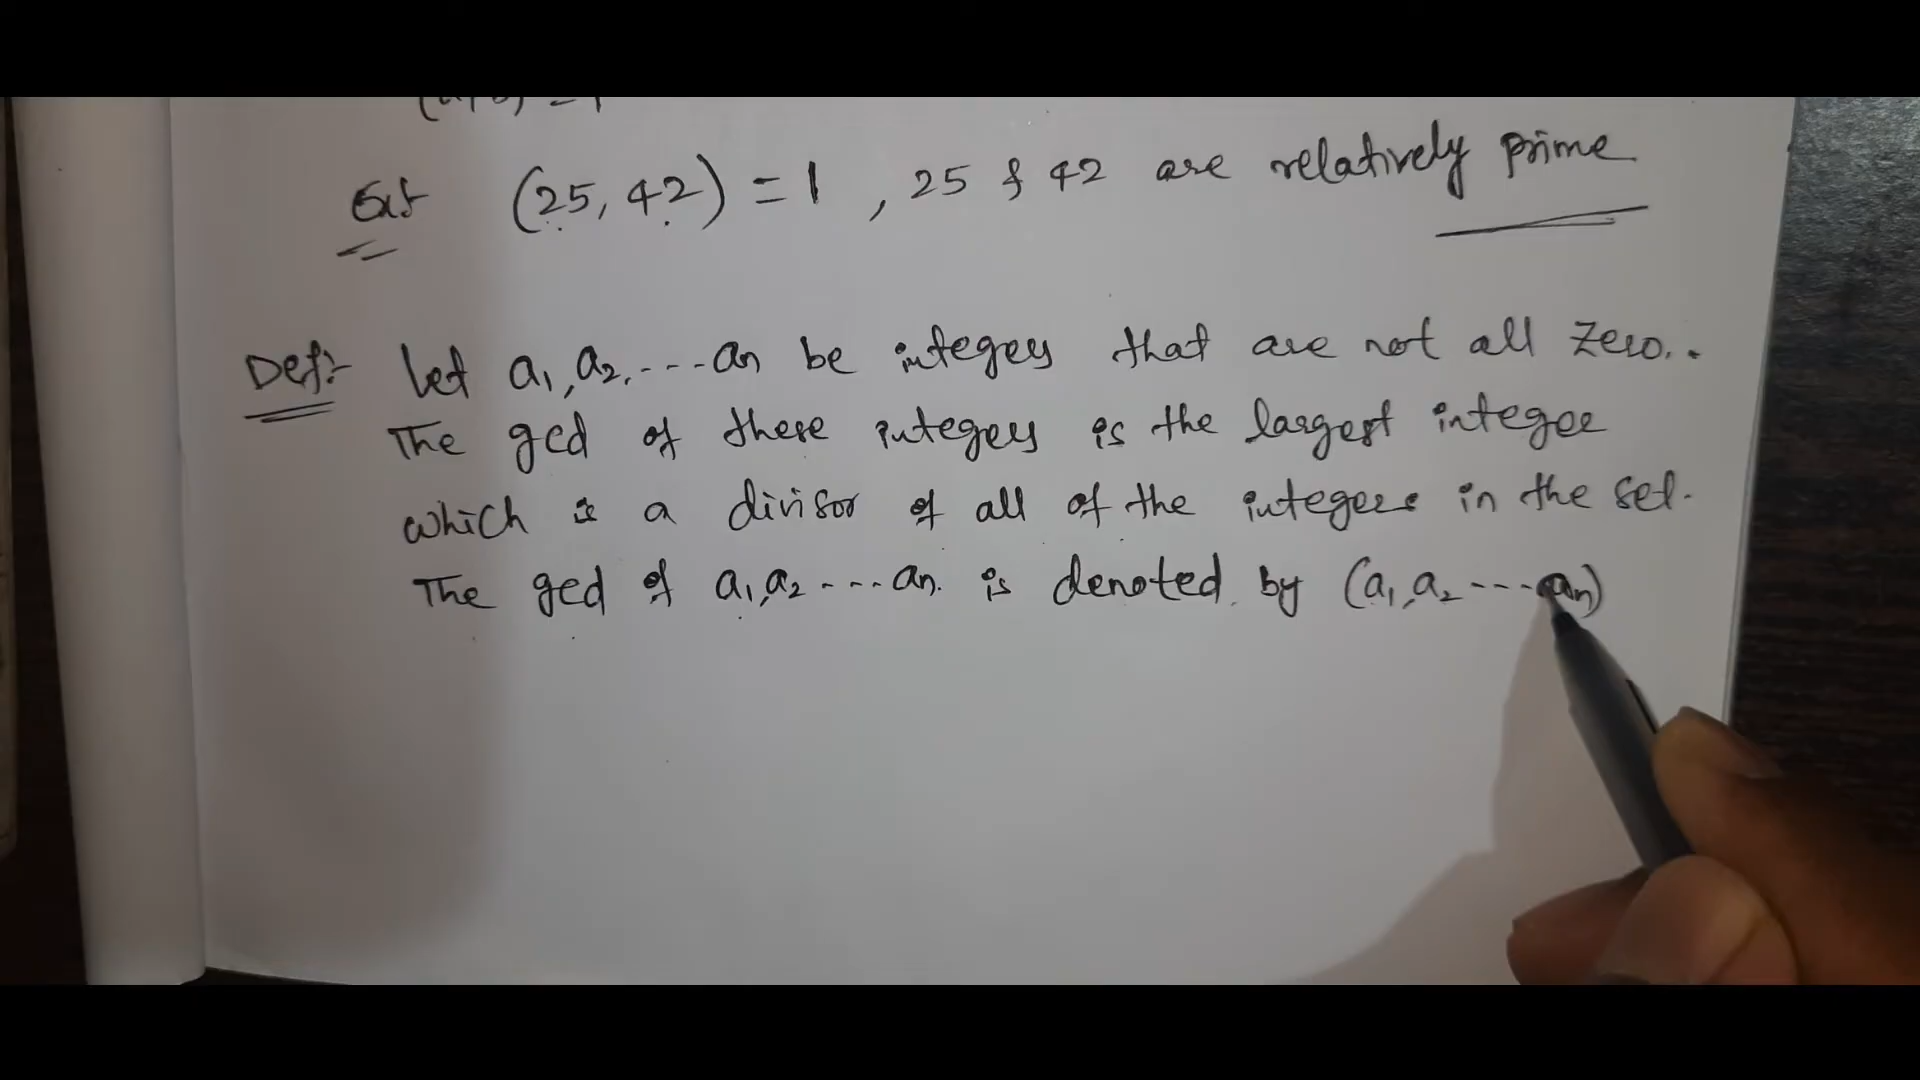 (a, b) = 1
Ex:- (25, 42) = 1, 25 & 42 are relatively prime
Def:- Let a₁, a₂, ---- aₙ be integers that are not all zero..
The gcd of these integers is the largest integer
which is a divisor of all of the integers in the set.
The gcd of a₁, a₂ ---- aₙ. is denoted by (a₁, a₂ ---- aₙ)